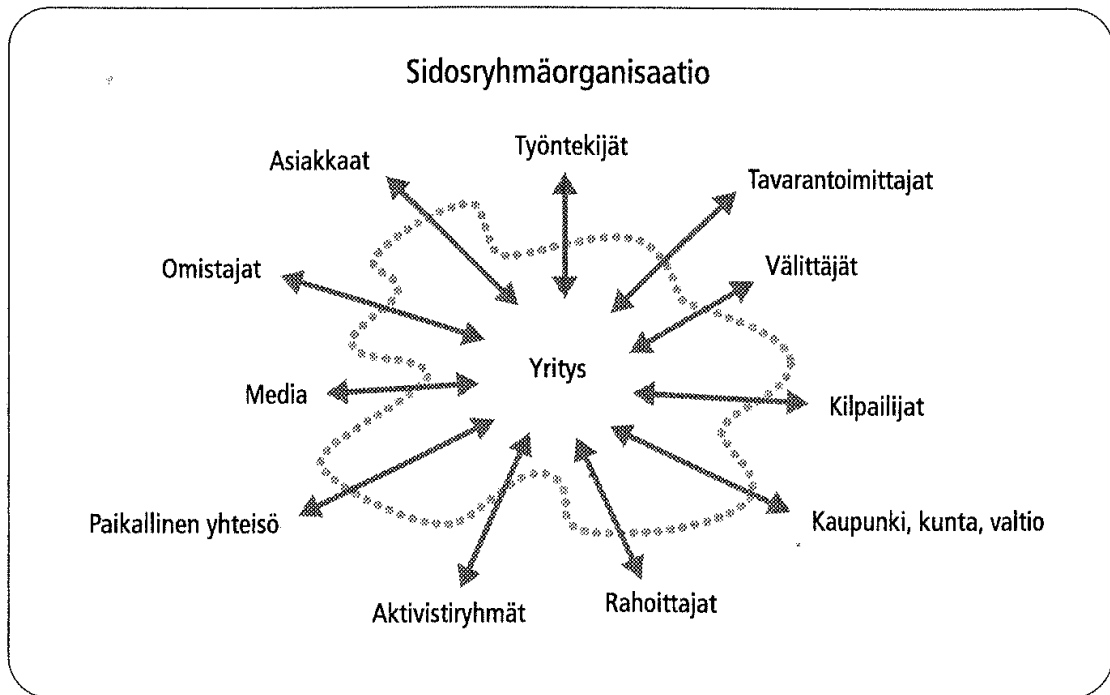 Sidosryhmäorganisaatio
Työntekijät
Asiakkaat
Tavarantoimittajat
Omistajat
Välittäjät
Yritys
Media
Kilpailijat
Paikallinen yhteisö
Kaupunki, kunta, valtio
Aktivistiryhmät
Rahoittajat